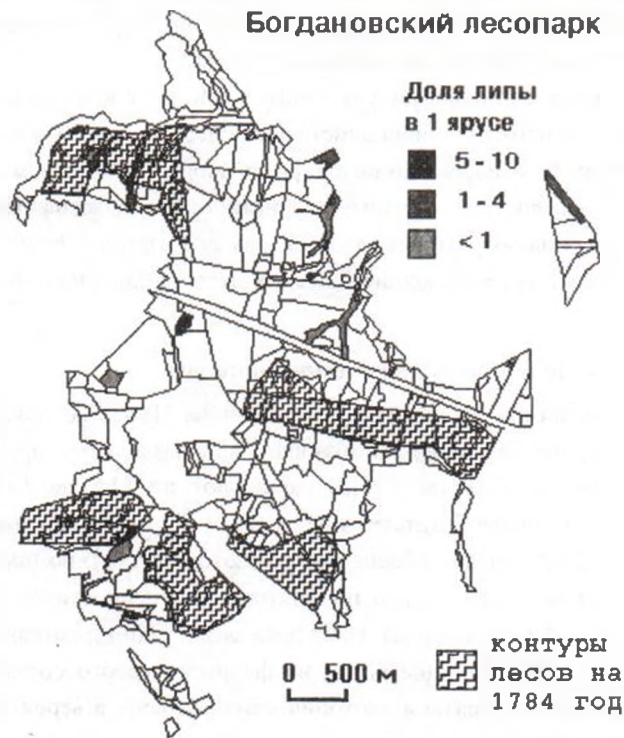 Богдановский лесопарк
Доля липы
в 1 ярусе
5 - 10
1 - 4
< 1
0 500 м
контуры
лесов на
1784 год